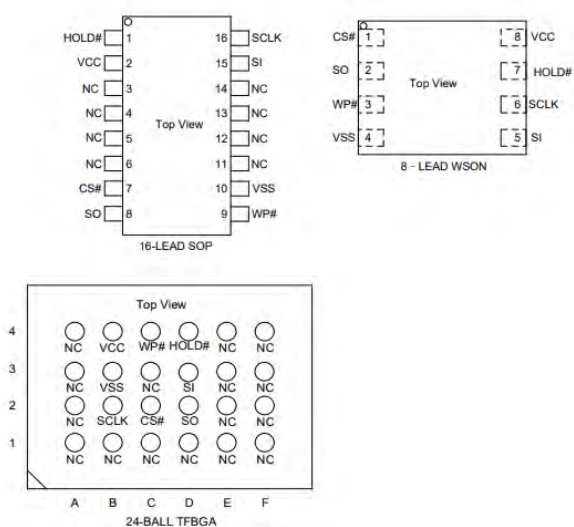 HOLD# 1 16 SCLK
VCC 2 15 SI
NC 3 14 NC
NC 4 13 NC
Top View
NC 5 12 NC
NC 6 11 NC
CS# 7 10 VSS
SO 8 9 WP#
16-LEAD SOP
CS# 1 8 VCC
SO 2 7 HOLD#
Top View
WP# 3 6 SCLK
VSS 4 5 SI
8 - LEAD WSON
Top View
4
NC VCC WP# HOLD# NC NC
3
NC VSS NC SI NC NC
2
NC SCLK CS# SO NC NC
1
NC NC NC NC NC NC
A B C D E F
24-BALL TFBGA